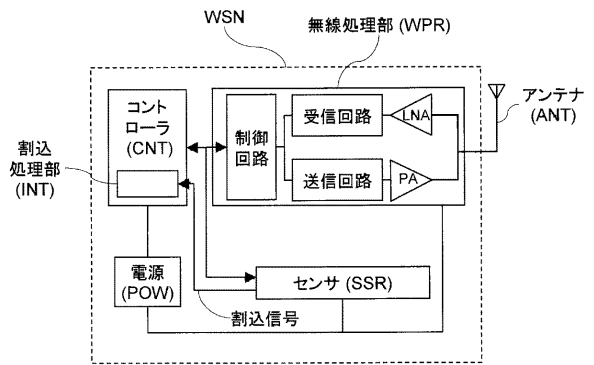 WSN
無線処理部 (WPR)
コント
ローラ
(CNT)
制御
回路
受信回路
LNA
送信回路
PA
アンテナ
(ANT)
割込
処理部
(INT)
電源
(POW)
センサ (SSR)
割込信号